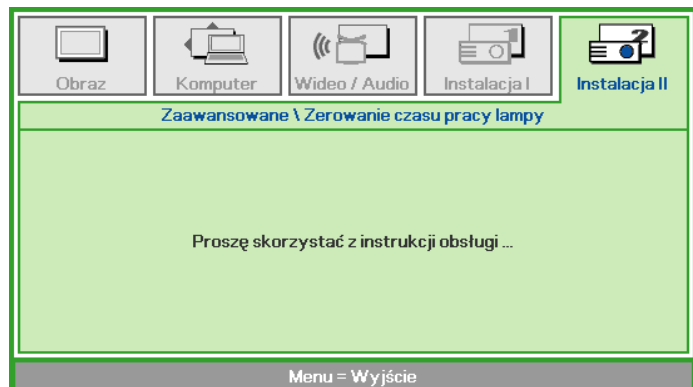 Obraz
Komputer
Wideo / Audio
Instalacja I
Instalacja II
Zaawansowane \ Zerowanie czasu pracy lampy
Proszę skorzystać z instrukcji obsługi ...
Menu = Wyjście